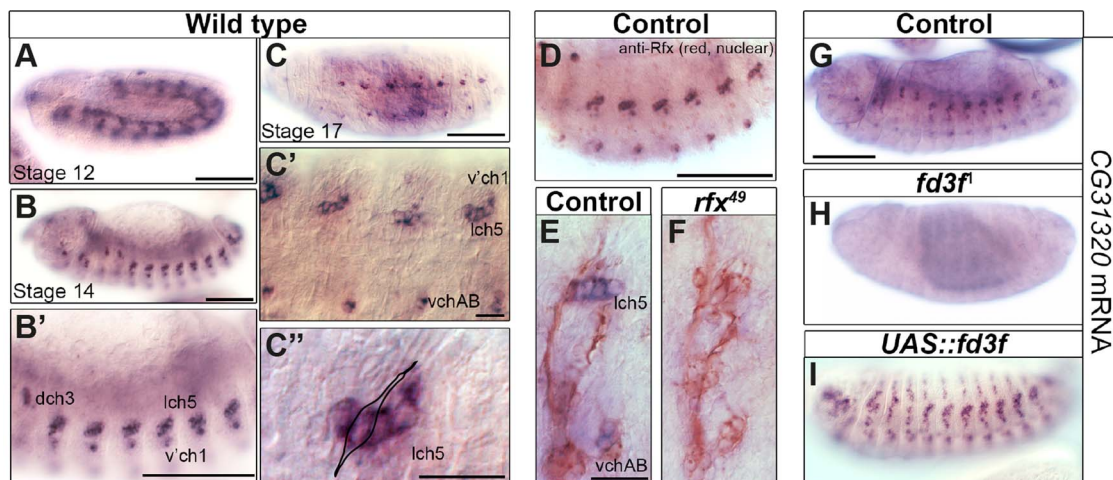 Wild type
A
Stage 12
B
Stage 14
B'
dch3
lch5
v'ch1
C
Stage 17
C'
v'ch1
lch5
vchAB
C''
lch5
Control
D
anti-Rfx (red, nuclear)
Control
E
lch5
vchAB
rfx⁴⁹
F
Control
G
fd3f¹
H
UAS::fd3f
I
CG31320 mRNA